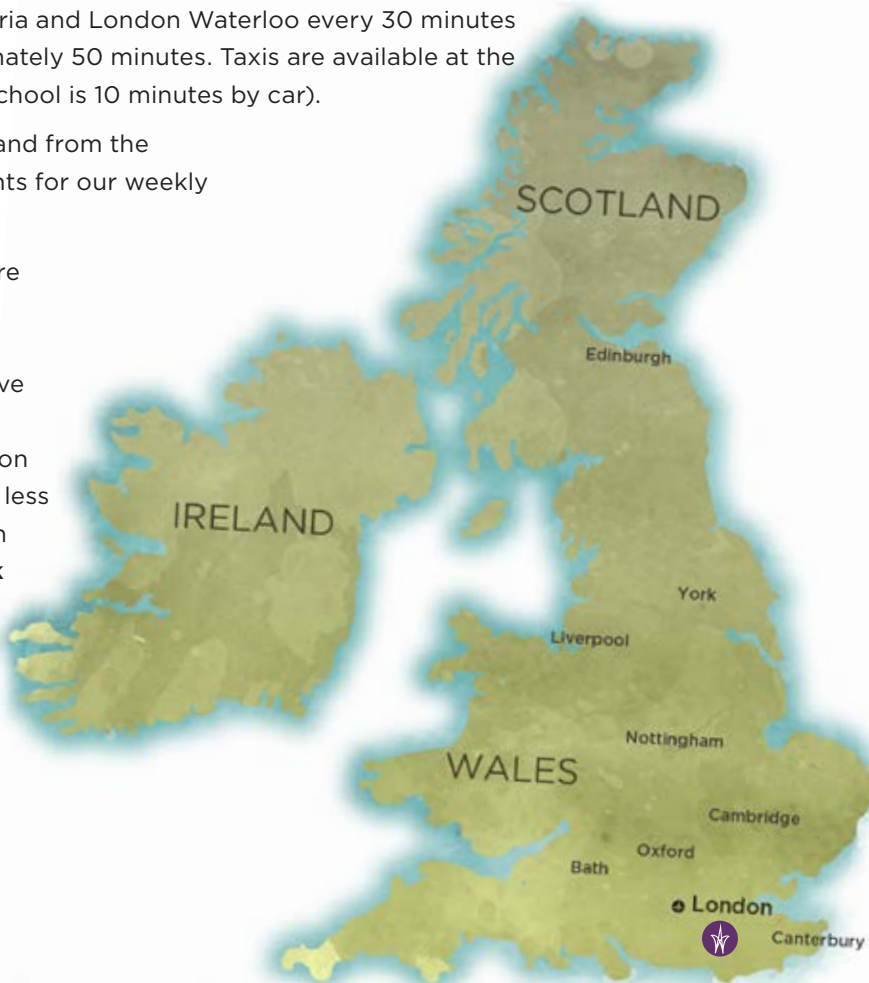 ria and London Waterloo every 30 minutes
nately 50 minutes. Taxis are available at the
chool is 10 minutes by car).
and from the
nts for our weekly
re
ve
on
less
n
k
SCOTLAND
Edinburgh
IRELAND
York
Liverpool
Nottingham
WALES
Cambridge
Oxford
Bath
London
Canterbury